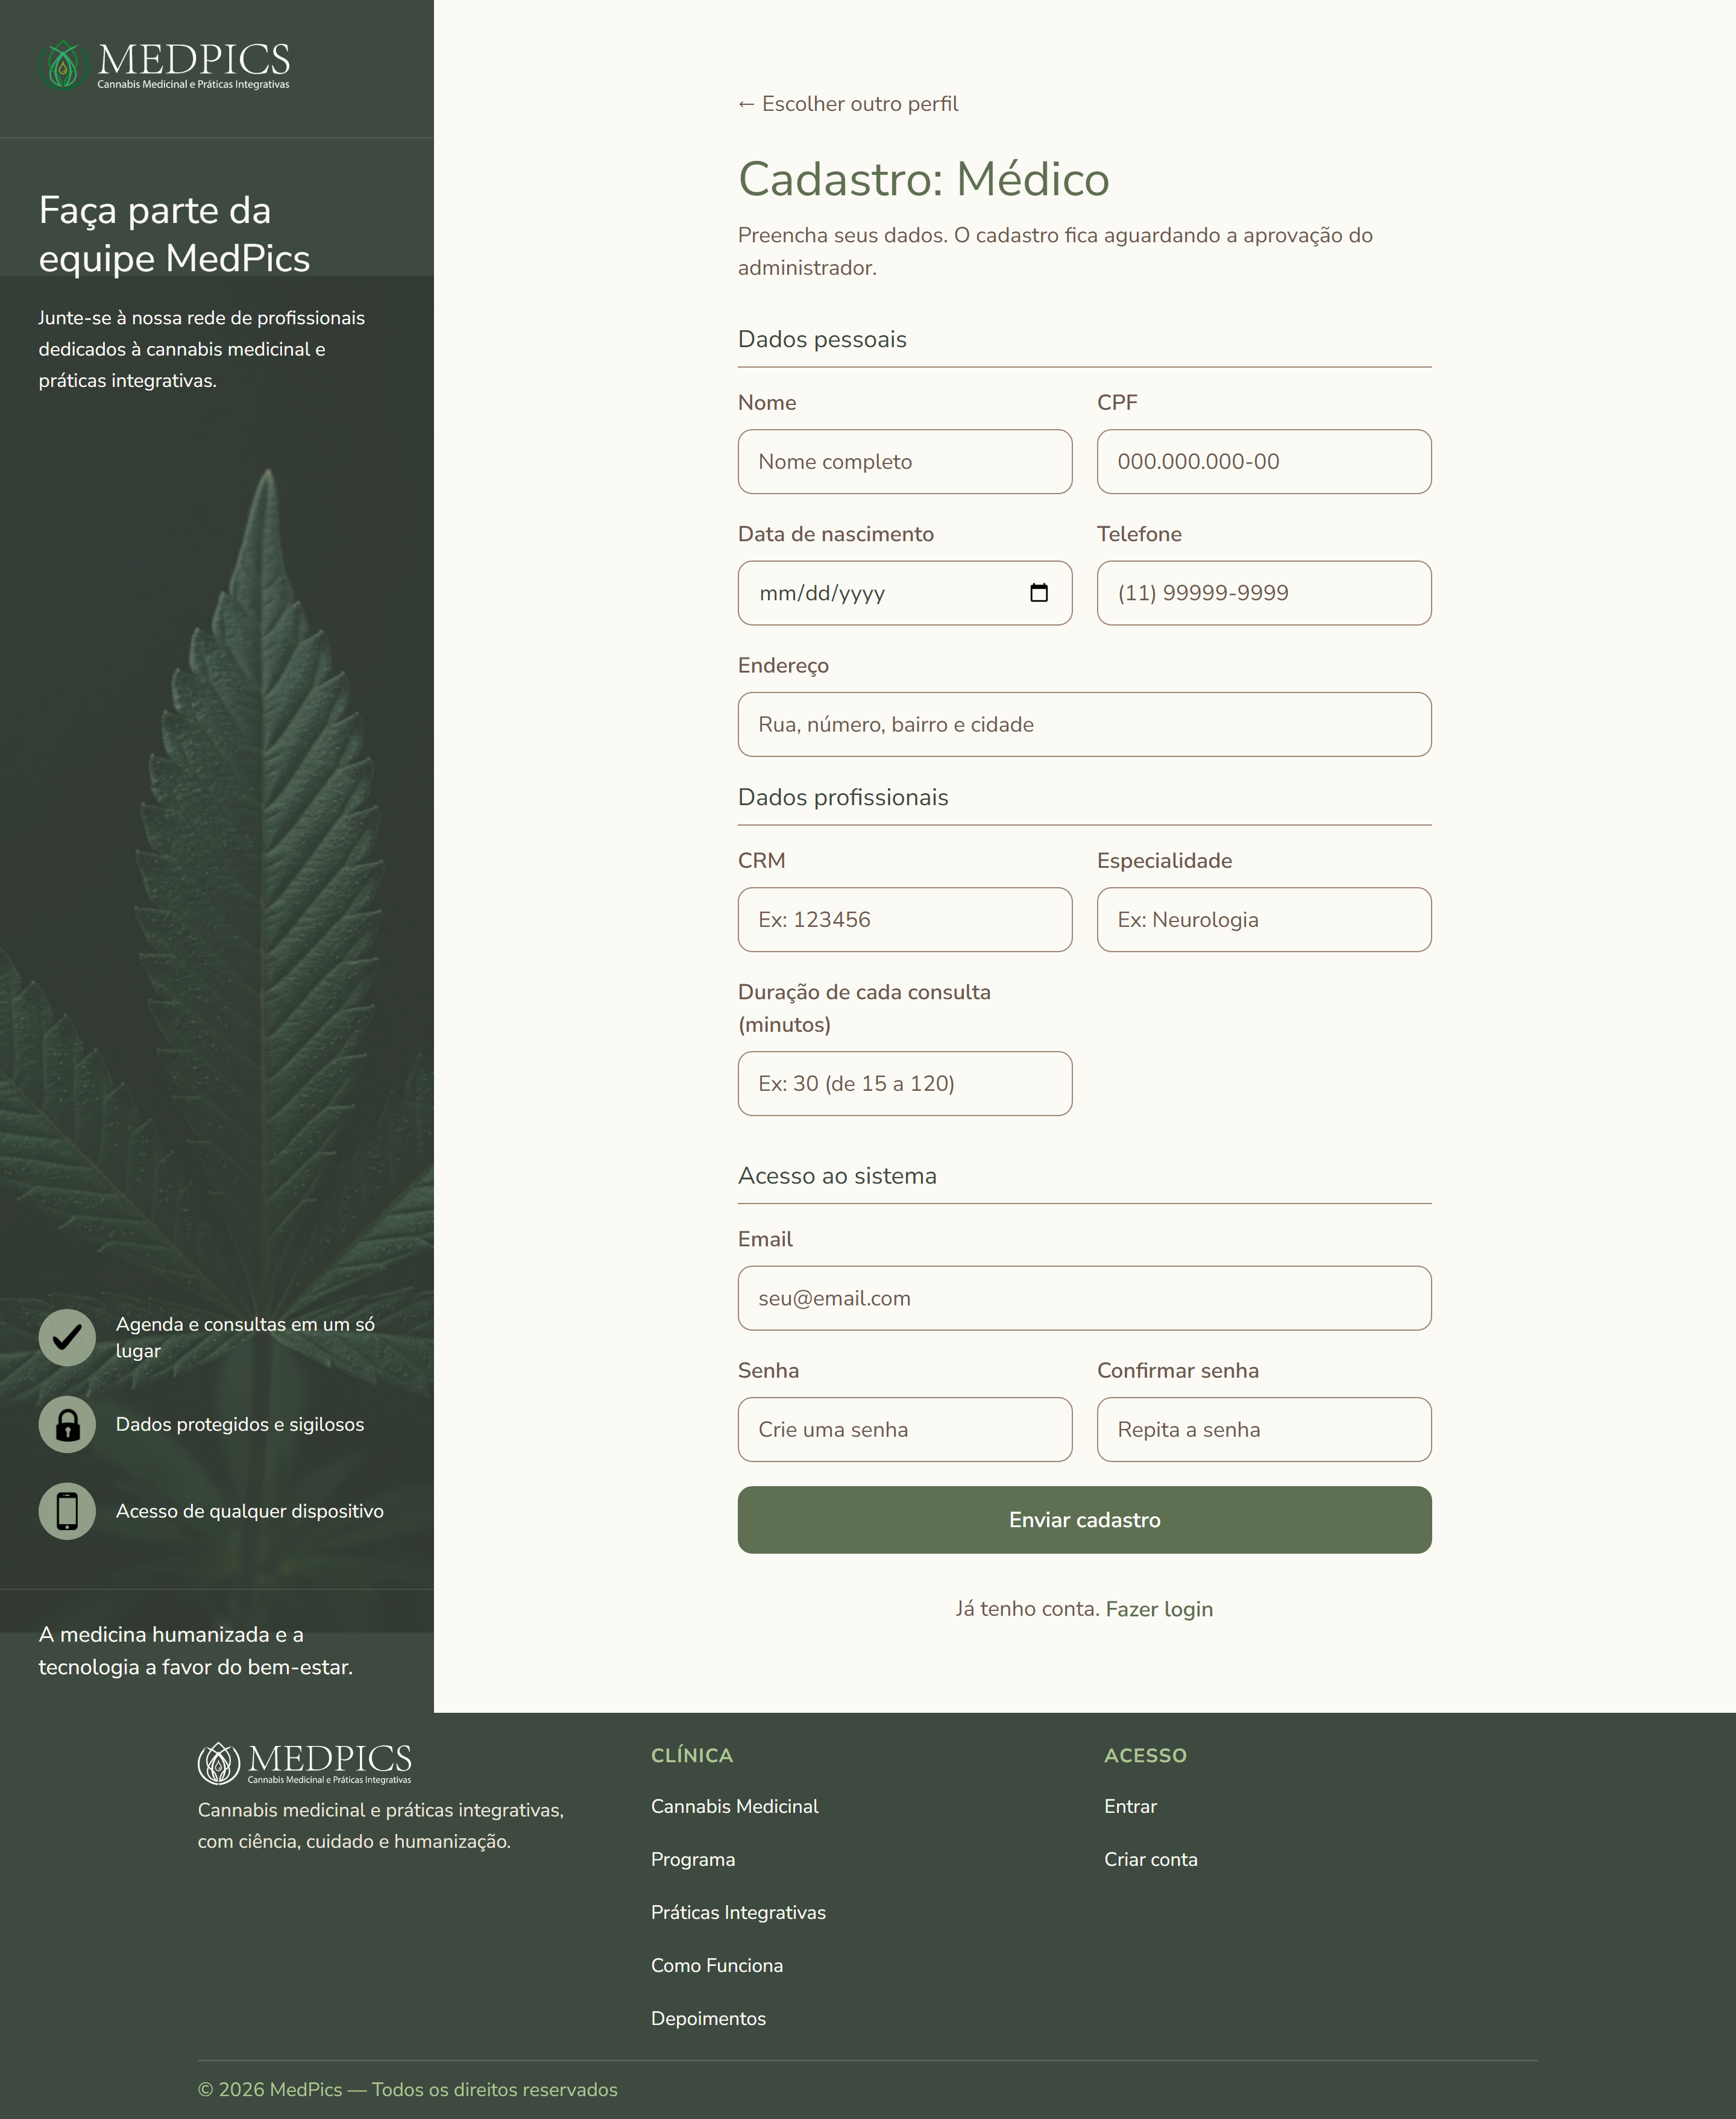 MEDPICS
Cannabis Medicinal e Práticas Integrativas
Faça parte da
equipe MedPics
Junte-se à nossa rede de profissionais
dedicados à cannabis medicinal e
práticas integrativas.
Agenda e consultas em um só
lugar
Dados protegidos e sigilosos
Acesso de qualquer dispositivo
A medicina humanizada e a
tecnologia a favor do bem-estar.
← Escolher outro perfil
Cadastro: Médico
Preencha seus dados. O cadastro fica aguardando a aprovação do
administrador.
Dados pessoais
Nome
Nome completo
CPF
000.000.000-00
Data de nascimento
mm/dd/yyyy
Telefone
(11) 99999-9999
Endereço
Rua, número, bairro e cidade
Dados profissionais
CRM
Ex: 123456
Especialidade
Ex: Neurologia
Duração de cada consulta
(minutos)
Ex: 30 (de 15 a 120)
Acesso ao sistema
Email
seu@email.com
Senha
Crie uma senha
Confirmar senha
Repita a senha
Enviar cadastro
Já tenho conta. Fazer login
MEDPICS
Cannabis Medicinal e Práticas Integrativas
Cannabis medicinal e práticas integrativas,
com ciência, cuidado e humanização.
CLÍNICA
Cannabis Medicinal
Programa
Práticas Integrativas
Como Funciona
Depoimentos
ACESSO
Entrar
Criar conta
© 2026 MedPics — Todos os direitos reservados